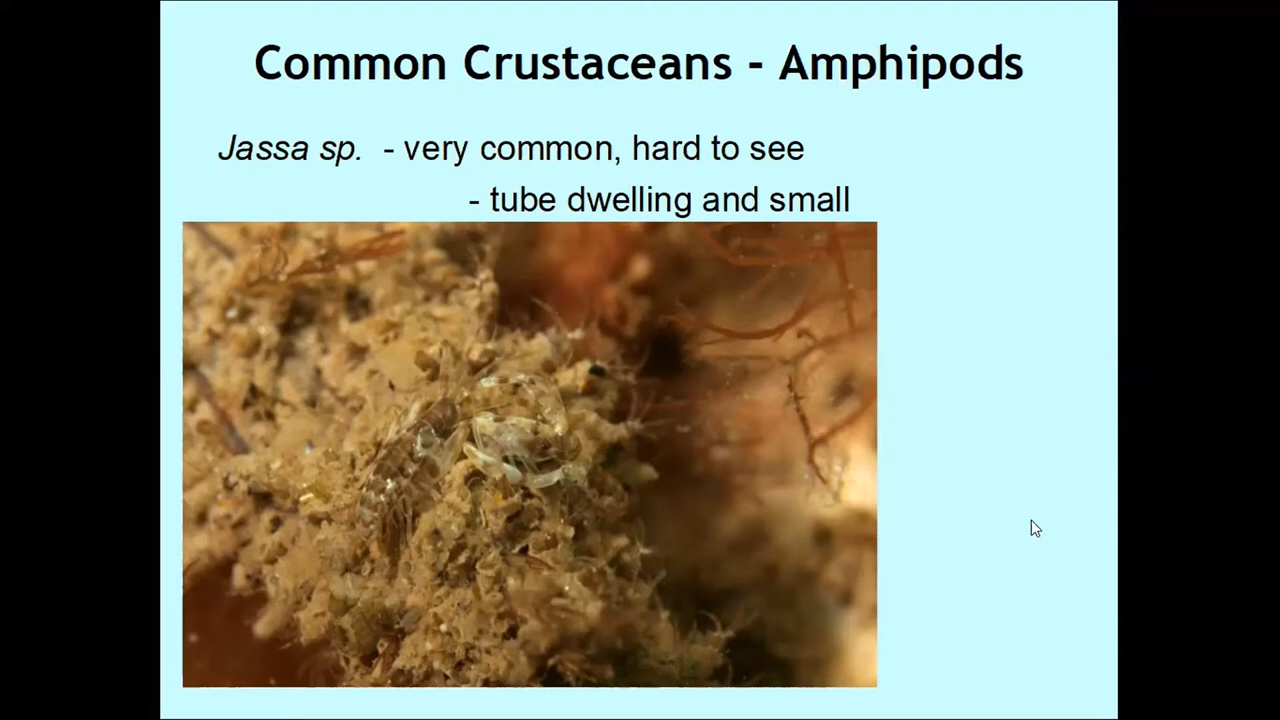 Common Crustaceans - Amphipods
Jassa sp. - very common, hard to see
- tube dwelling and small